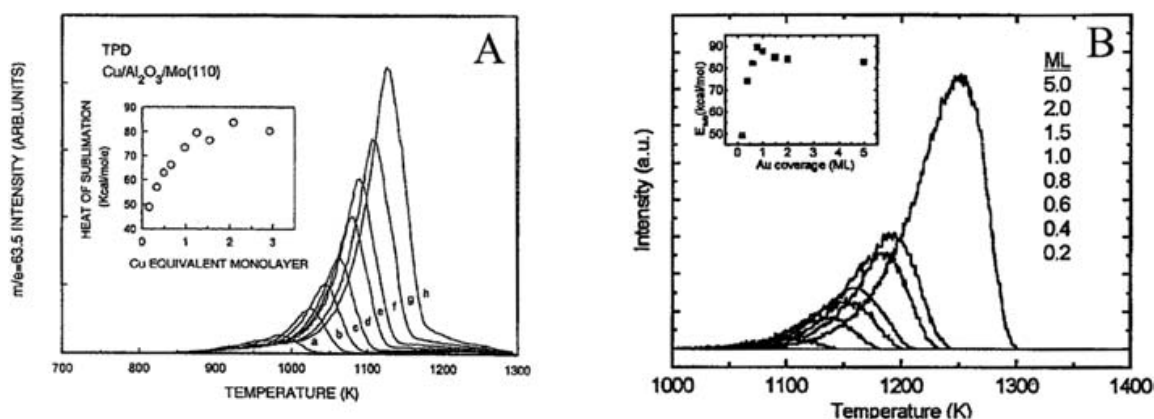 A
TPD
Cu/Al2O3/Mo(110)
m/e=63.5 INTENSITY (ARB.UNITS)
HEAT OF SUBLIMATION
(Kcal/mole)
90
80
70
60
50
40
0 1 2 3
Cu EQUIVALENT MONOLAYER
a b c d e f g h
700 800 900 1000 1100 1200 1300
TEMPERATURE (K)
B
Intensity (a.u.)
(kcal/mol)
90
80
70
60
50
0 1 2 3 4 5
Au coverage (ML)
ML
5.0
2.0
1.5
1.0
0.8
0.6
0.4
0.2
1000 1100 1200 1300 1400
Temperature (K)